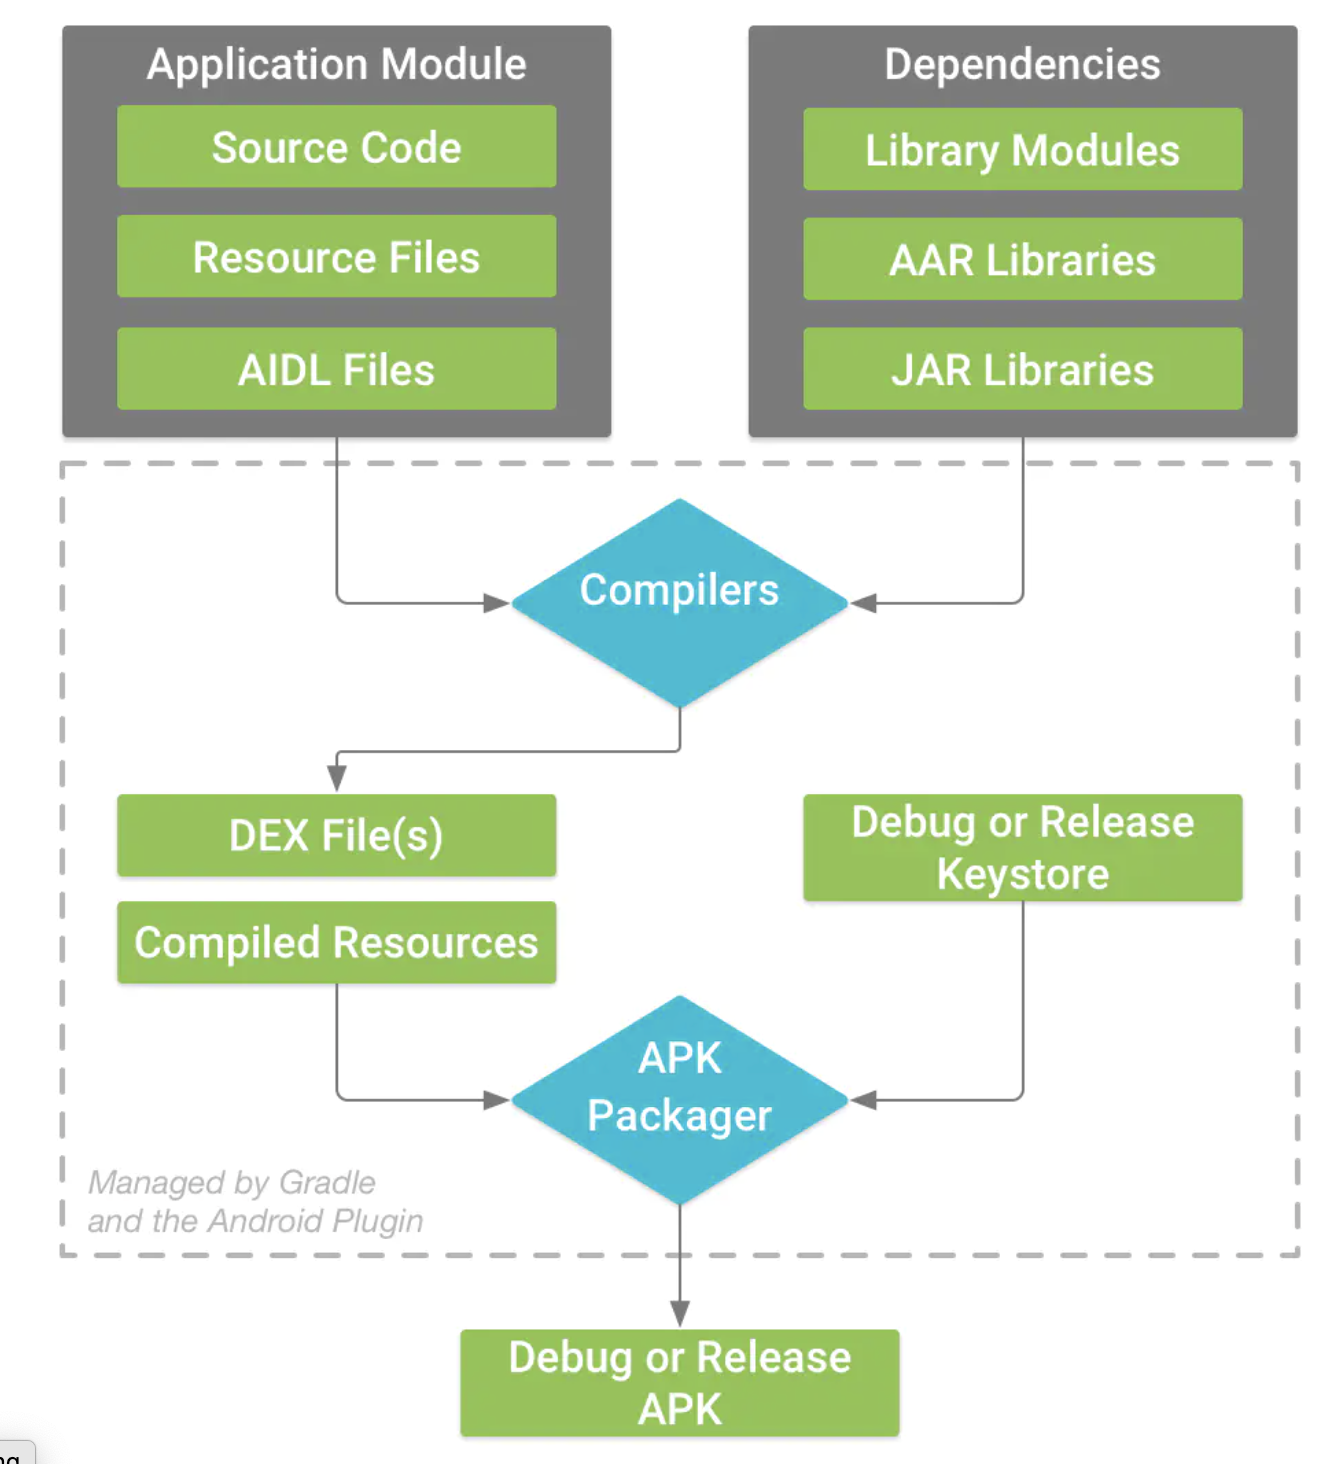 Application Module
Source Code
Resource Files
AIDL Files
Dependencies
Library Modules
AAR Libraries
JAR Libraries
Compilers
DEX File(s)
Compiled Resources
Debug or Release
Keystore
APK
Packager
Managed by Gradle
and the Android Plugin
Debug or Release
APK